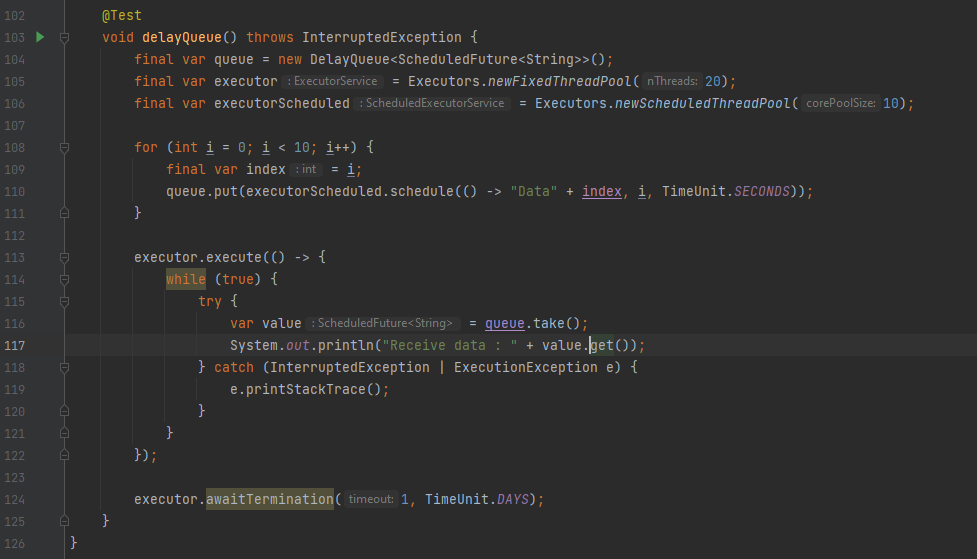 102 @Test
103 void delayQueue() throws InterruptedException {
104 final var queue = new DelayQueue<ScheduledFuture<String>>();
105 final var executor : ExecutorService = Executors.newFixedThreadPool( nThreads: 20);
106 final var executorScheduled : ScheduledExecutorService = Executors.newScheduledThreadPool( corePoolSize: 10);
107
108 for (int i = 0; i < 10; i++) {
109 final var index : int = i;
110 queue.put(executorScheduled.schedule(() -> "Data" + index, i, TimeUnit.SECONDS));
111 }
112
113 executor.execute(() -> {
114 while (true) {
115 try {
116 var value : ScheduledFuture<String> = queue.take();
117 System.out.println("Receive data : " + value.get());
118 } catch (InterruptedException | ExecutionException e) {
119 e.printStackTrace();
120 }
121 }
122 });
123
124 executor.awaitTermination( timeout: 1, TimeUnit.DAYS);
125 }
126 }